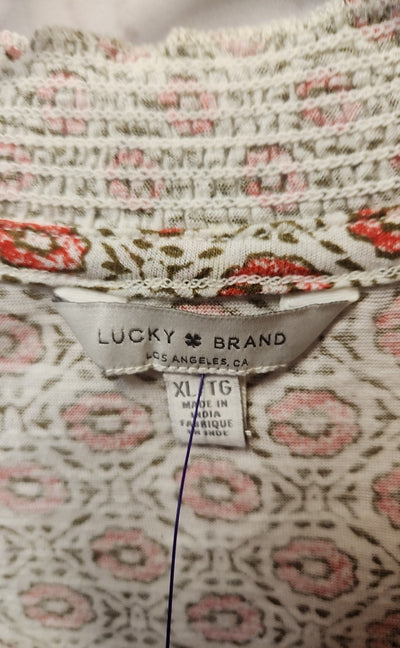 LUCKY BRAND
LOS ANGELES, CA
XL/TG
MADE IN
INDIA
FABRIQUE
EN INDE